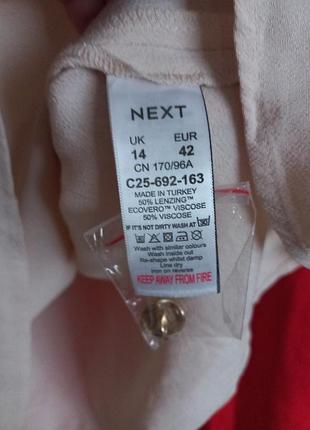 NEXT
UK EUR
14 42
CN 170/96A
C25-692-163
MADE IN TURKEY
50% LENZING™
ECOVERO™ VISCOSE
50% VISCOSE
IF IT'S NOT DIRTY WASH AT
Wash with similar colours
Wash inside out
Re-shape whilst damp
Line dry
Iron on reverse
KEEP AWAY FROM FIRE